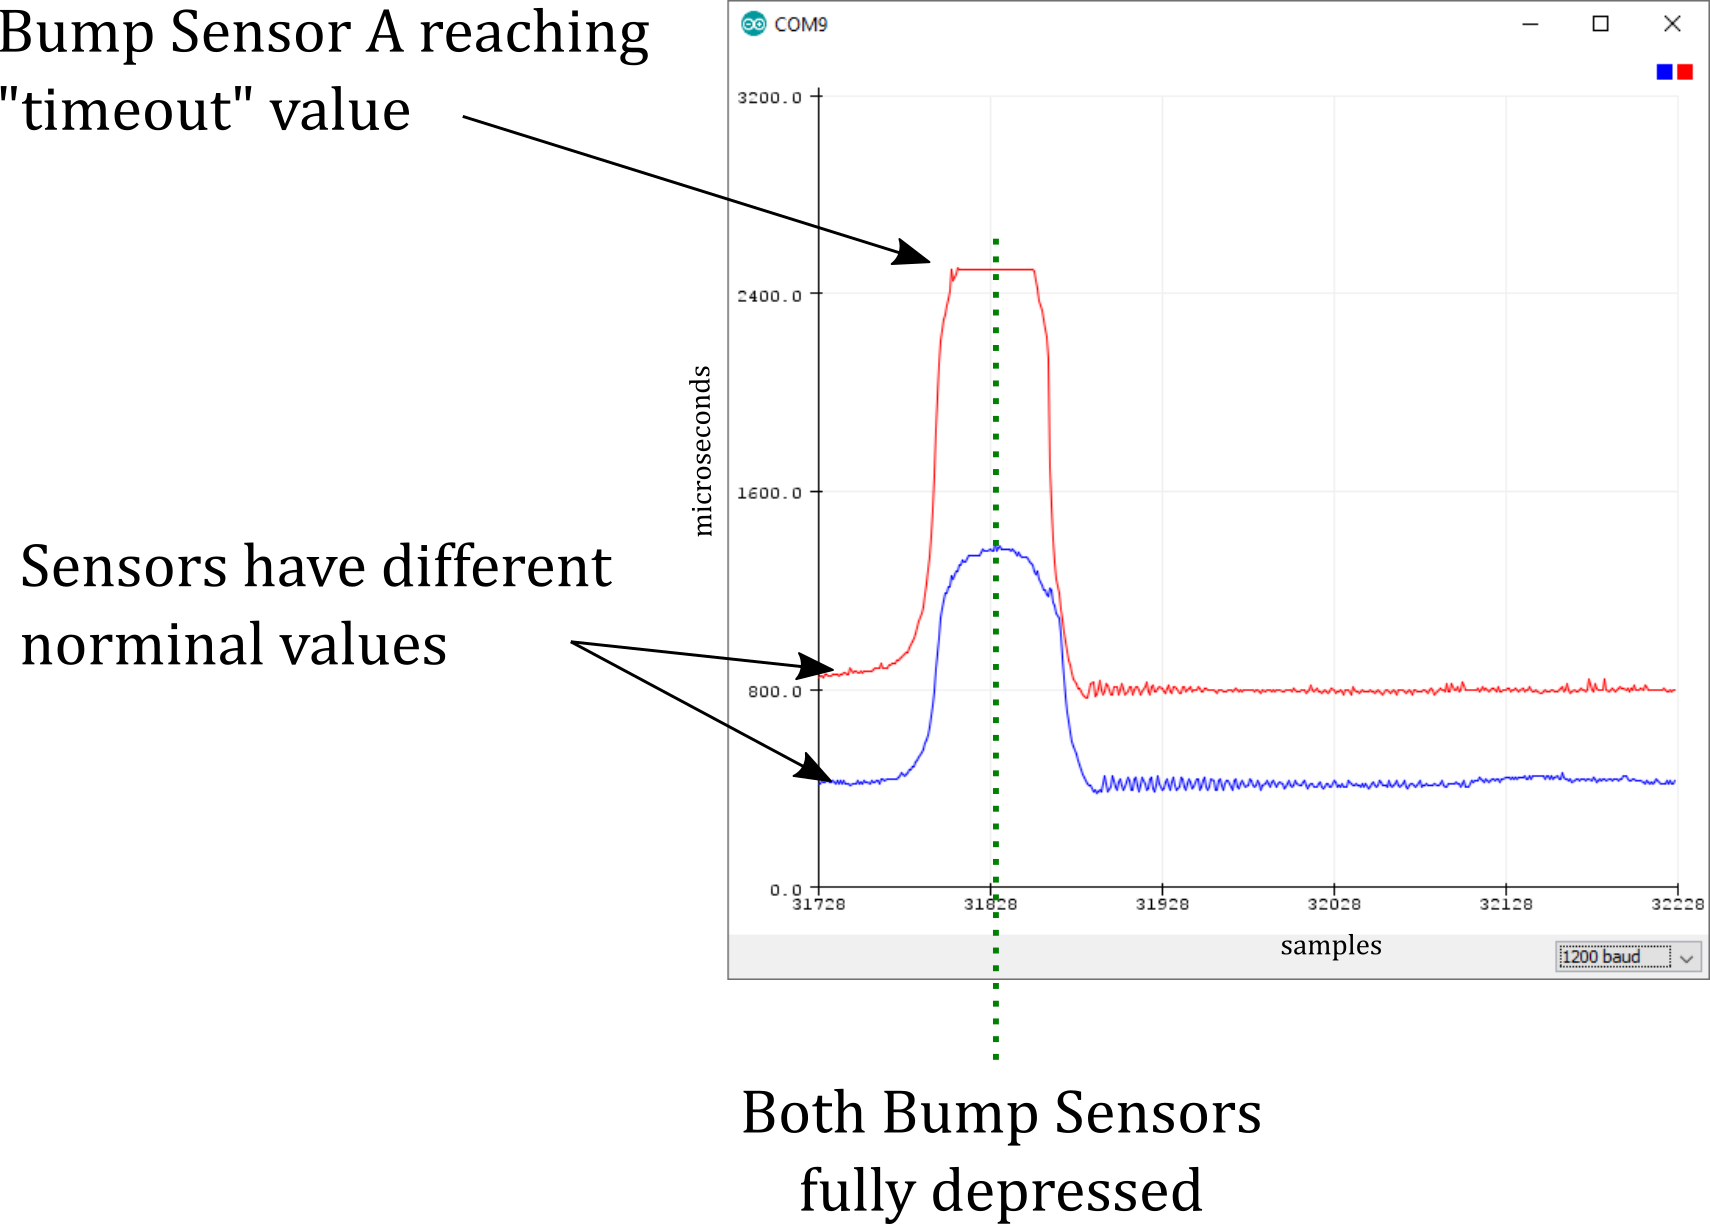 Bump Sensor A reaching
"timeout" value
COM9
3200.0
2400.0
microseconds
1600.0
Sensors have different
norminal values
800.0
0.0
31728 31828 31928 32028 32128 32228
samples
1200 baud
Both Bump Sensors
fully depressed